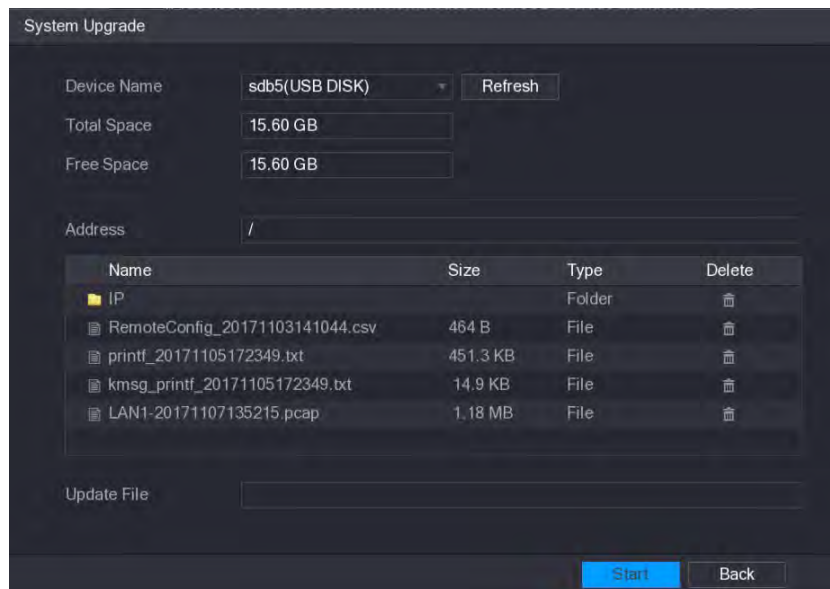 System Upgrade
Device Name sdb5(USB DISK) Refresh
Total Space 15.60 GB
Free Space 15.60 GB
Address /
Name Size Type Delete
IP Folder
RemoteConfig_20171103141044.csv 464 B File
printf_20171105172349.txt 451.3 KB File
kmsg_printf_20171105172349.txt 14.9 KB File
LAN1-20171107135215.pcap 1.18 MB File
Update File
Start Back